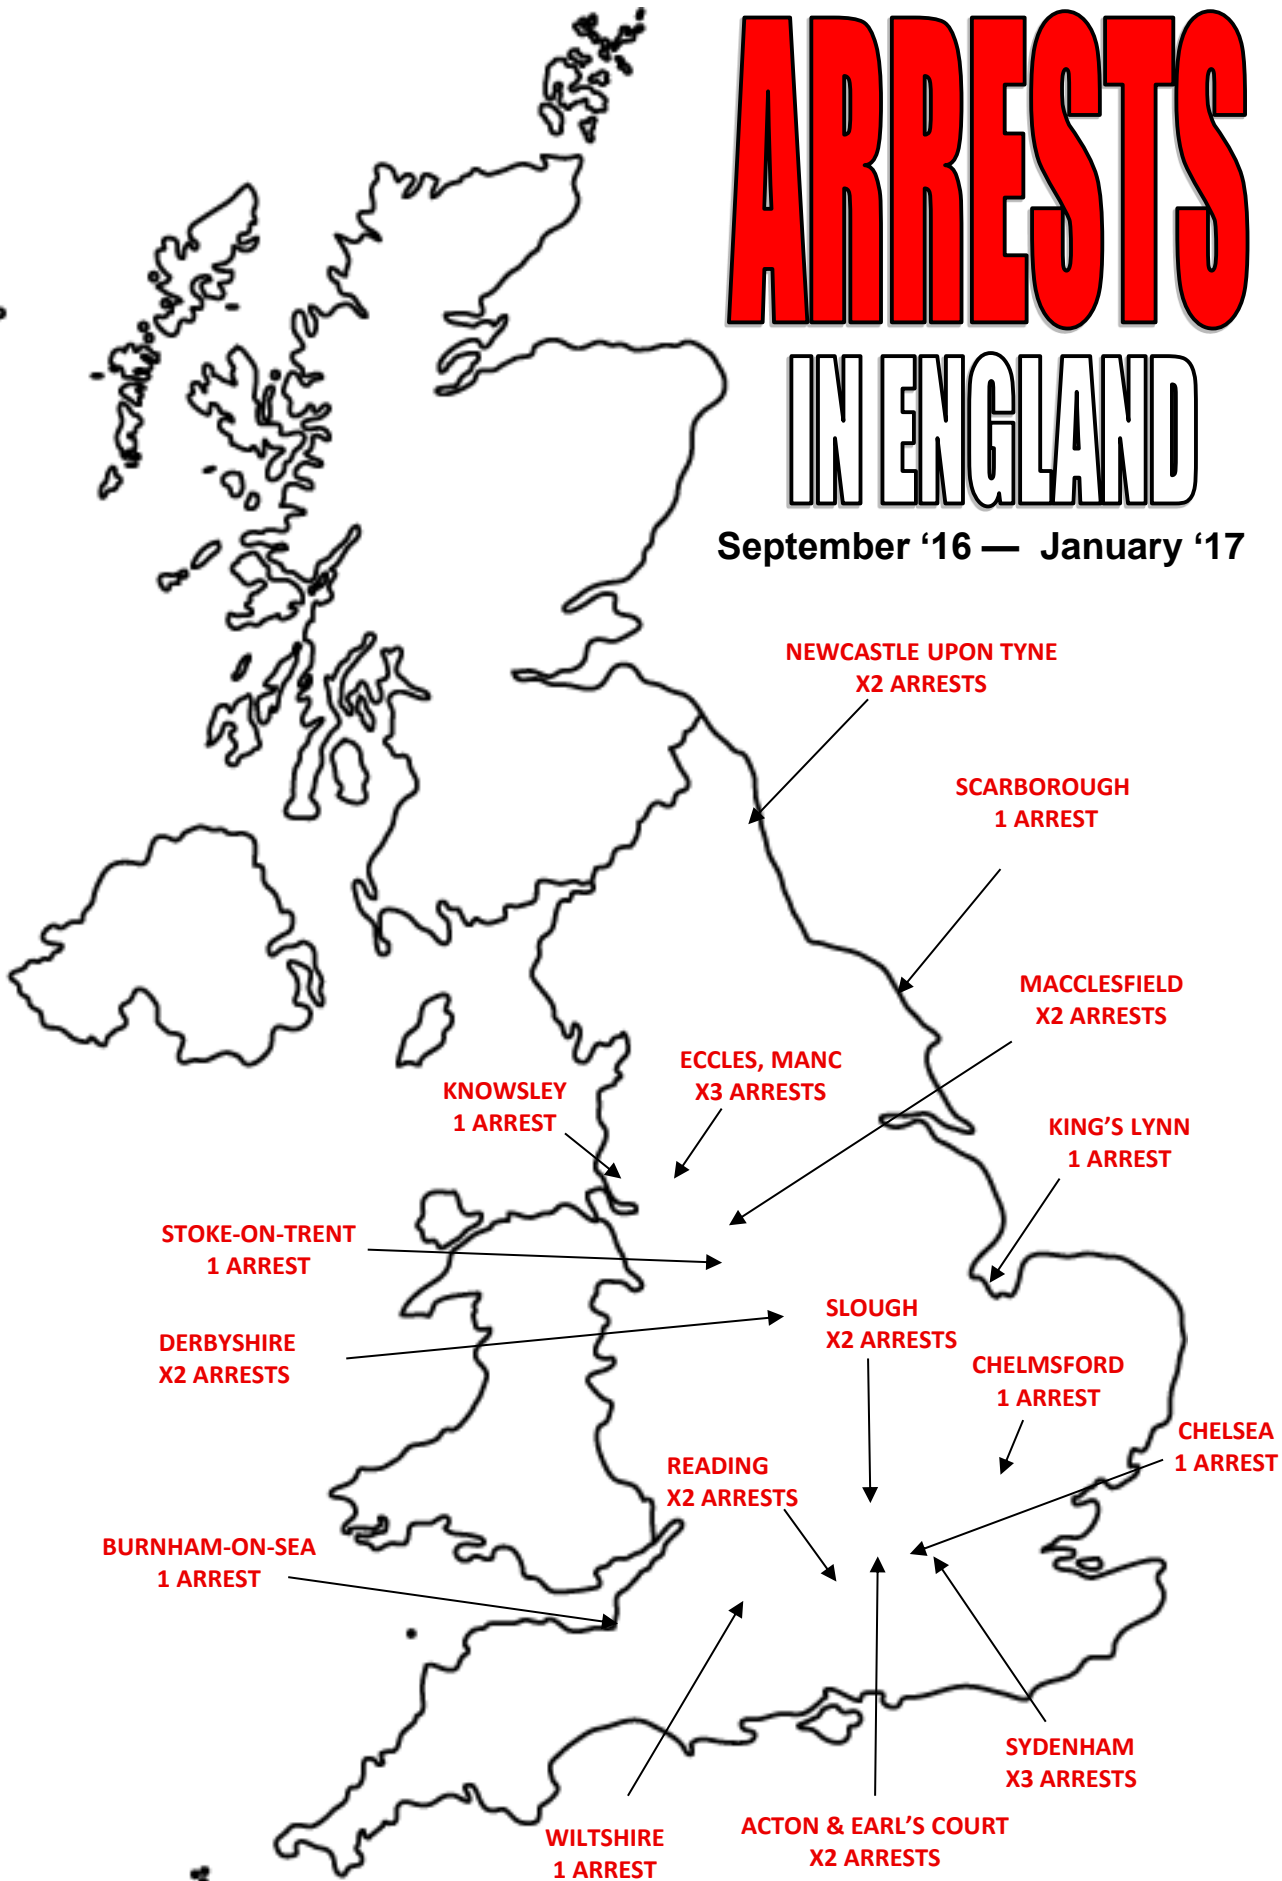 ARRESTS
IN ENGLAND
September ‘16 — January ‘17
NEWCASTLE UPON TYNE
X2 ARRESTS
SCARBOROUGH
1 ARREST
MACCLESFIELD
X2 ARRESTS
ECCLES, MANC
X3 ARRESTS
KNOWSLEY
1 ARREST
KING’S LYNN
1 ARREST
STOKE-ON-TRENT
1 ARREST
SLOUGH
X2 ARRESTS
DERBYSHIRE
X2 ARRESTS
CHELMSFORD
1 ARREST
CHELSEA
1 ARREST
READING
X2 ARRESTS
BURNHAM-ON-SEA
1 ARREST
SYDENHAM
X3 ARRESTS
ACTON & EARL’S COURT
X2 ARRESTS
WILTSHIRE
1 ARREST